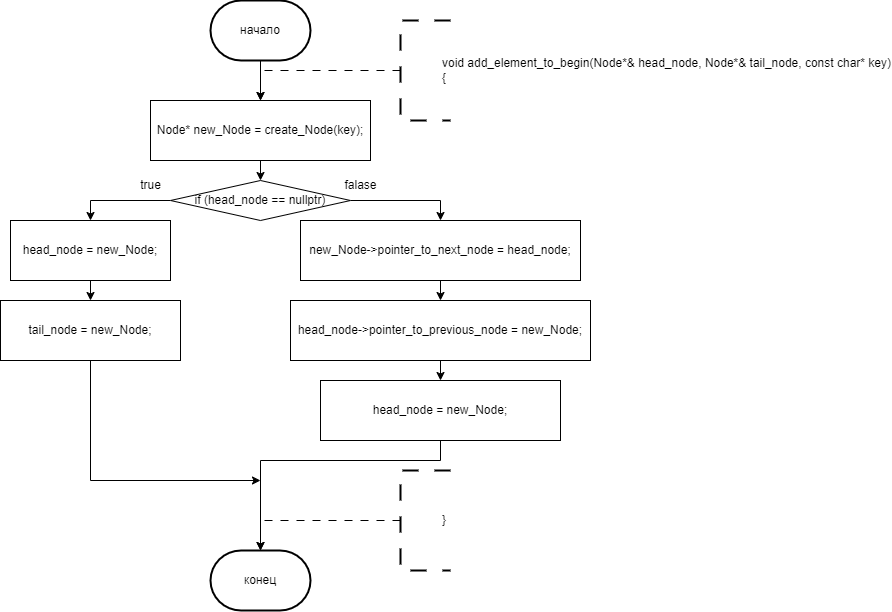 начало
void add_element_to_begin(Node*& head_node, Node*& tail_node, const char* key)
{
Node* new_Node = create_Node(key);
true
falase
if (head_node == nullptr)
head_node = new_Node;
new_Node->pointer_to_next_node = head_node;
tail_node = new_Node;
head_node->pointer_to_previous_node = new_Node;
head_node = new_Node;
}
конец